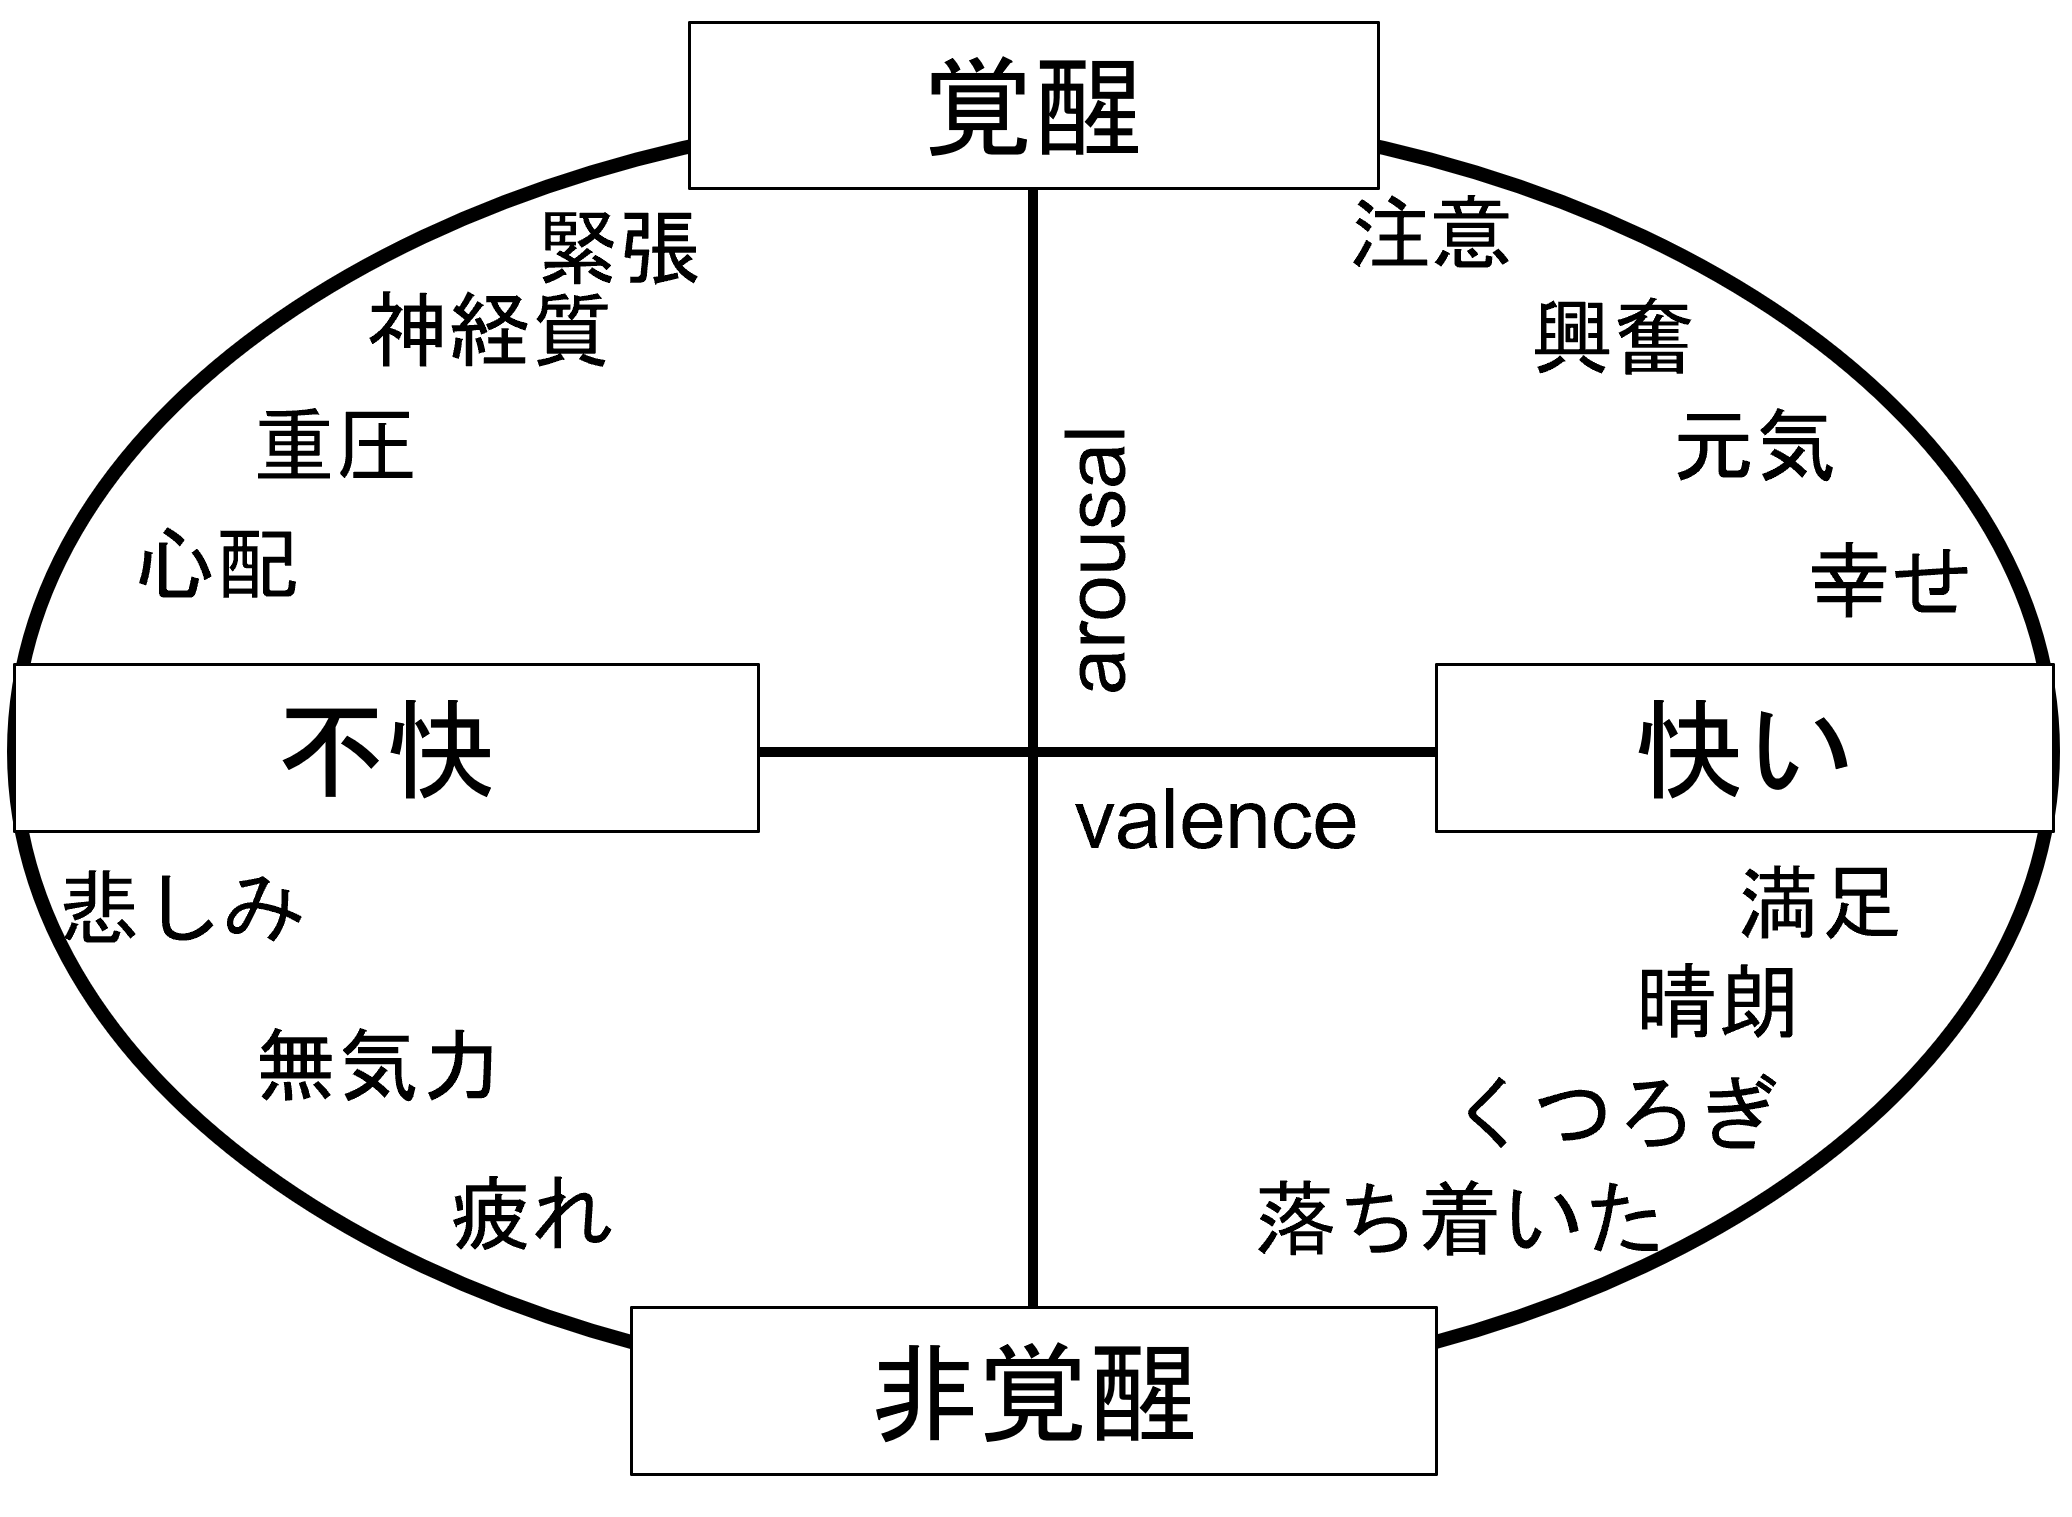 覚醒
緊張
注意
神経質
興奮
重圧
元気
arousal
心配
幸せ
不快
快い
valence
悲しみ
満足
晴朗
無気力
くつろぎ
疲れ
落ち着いた
非覚醒